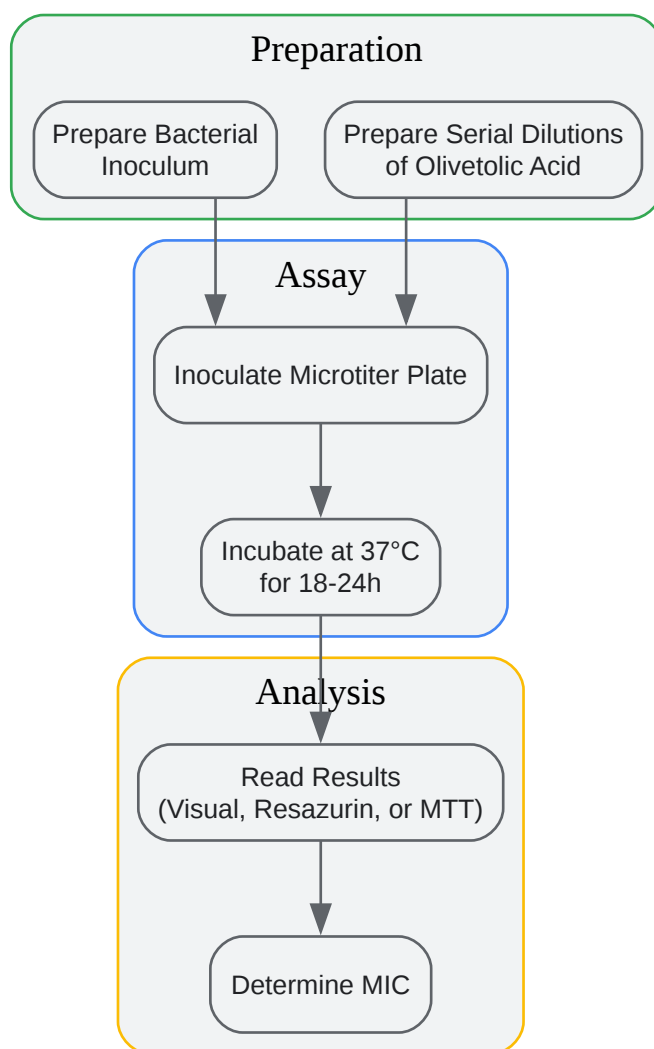 Preparation
Prepare Bacterial
Inoculum
Prepare Serial Dilutions
of Olivetolic Acid
Assay
Inoculate Microtiter Plate
Incubate at 37°C
for 18-24h
Analysis
Read Results
(Visual, Resazurin, or MTT)
Determine MIC